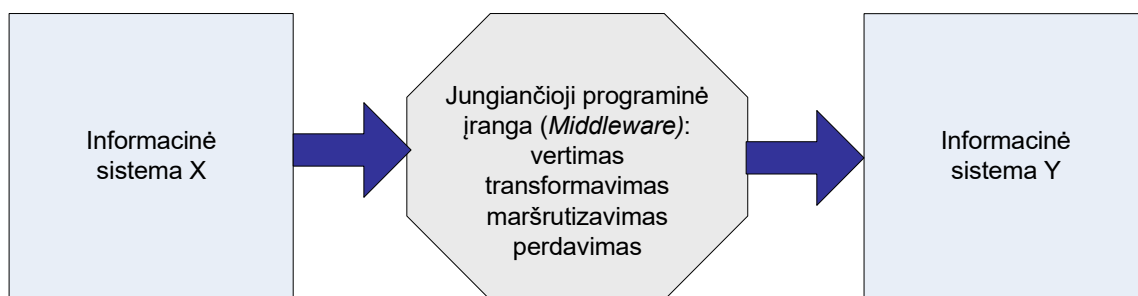 Informacinė
sistema X
Jungiančioji programinė
įranga (Middleware):
vertimas
transformavimas
maršrutizavimas
perdavimas
Informacinė
sistema Y